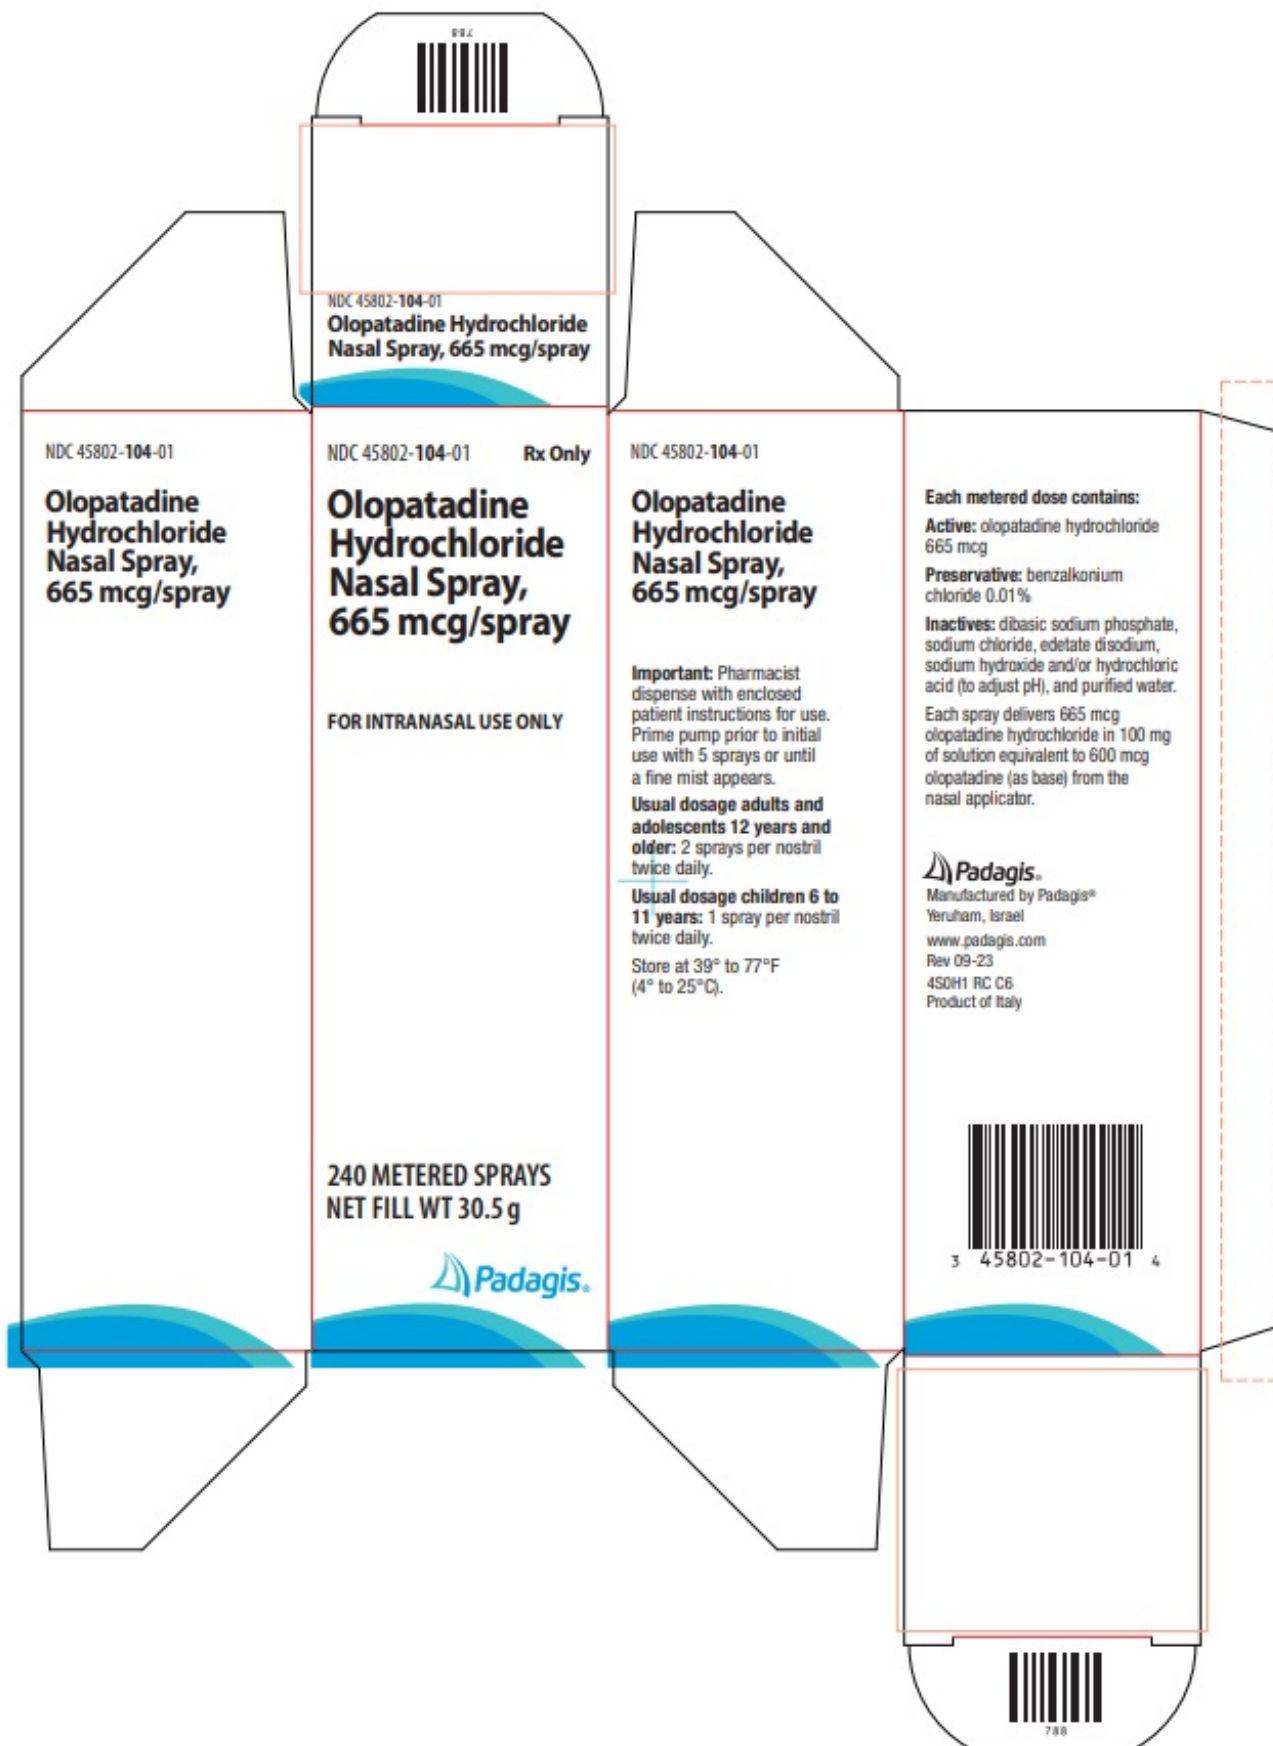 788
NDC 45802-104-01
Olopatadine Hydrochloride
Nasal Spray, 665 mcg/spray
NDC 45802-104-01
Olopatadine
Hydrochloride
Nasal Spray,
665 mcg/spray
NDC 45802-104-01 Rx Only
Olopatadine
Hydrochloride
Nasal Spray,
665 mcg/spray
FOR INTRANASAL USE ONLY
240 METERED SPRAYS
NET FILL WT 30.5 g
Padagis®
NDC 45802-104-01
Olopatadine
Hydrochloride
Nasal Spray,
665 mcg/spray
Important: Pharmacist
dispense with enclosed
patient instructions for use.
Prime pump prior to initial
use with 5 sprays or until
a fine mist appears.
Usual dosage adults and
adolescents 12 years and
older: 2 sprays per nostril
twice daily.
Usual dosage children 6 to
11 years: 1 spray per nostril
twice daily.
Store at 39° to 77°F
(4° to 25°C).
Each metered dose contains:
Active: olopatadine hydrochloride
665 mcg
Preservative: benzalkonium
chloride 0.01%
Inactives: dibasic sodium phosphate,
sodium chloride, edetate disodium,
sodium hydroxide and/or hydrochloric
acid (to adjust pH), and purified water.
Each spray delivers 665 mcg
olopatadine hydrochloride in 100 mg
of solution equivalent to 600 mcg
olopatadine (as base) from the
nasal applicator.
Padagis®
Manufactured by Padagis®
Yeruham, Israel
www.padagis.com
Rev 09-23
4S0H1 RC C6
Product of Italy
3 45802-104-01 4
788